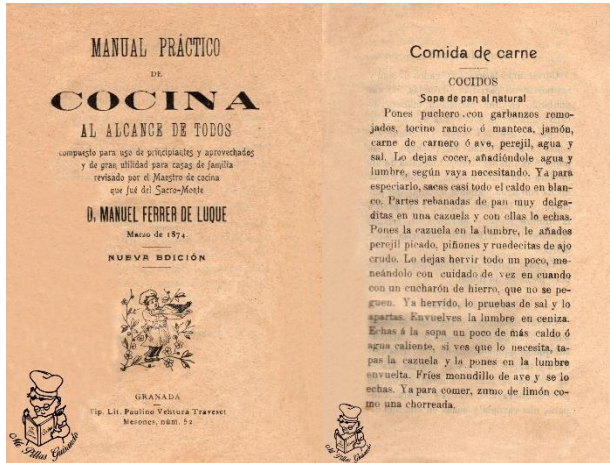 MANUAL PRÁCTICO
DE
COCINA
AL ALCANCE DE TODOS
compuesto para uso de principiantes y aprovechados
y de gran utilidad para casas de familia
revisado por el Maestro de cocina
que fué del Sacro-Monte
D. MANUEL FERRER DE LUQUE
Marzo de 1874
NUEVA EDICIÓN
GRANADA
Tip. Lit. Paulino Ventura Traveset
Mesones, núm. 52
Me Pillas Guisando
Comida de carne
COCIDOS
Sopa de pan al natural
Pones puchero con garbanzos remo-
jados, tocino rancio ó manteca, jamón,
carne de carnero ó ave, perejil, agua y
sal. Lo dejas cocer, añadiéndole agua y
lumbre, según vaya necesitando. Ya para
especiarlo, sacas casi todo el caldo en blan-
co. Partes rebanadas de pan muy delga-
ditas en una cazuela y con ellas lo echas.
Pones la cazuela en la lumbre, le añades
perejil picado, piñones y ruedecitas de ajo
crudo. Lo dejas hervir todo un poco, me-
neándolo con cuidado de vez en cuando
con un cucharón de hierro, que no se pe-
guen. Ya hervido, lo pruebas de sal y lo
apartas. Envuelves la lumbre en ceniza.
Echas á la sopa un poco de más caldo ó
agua caliente, si ves que lo necesita, ta-
pas la cazuela y la pones en la lumbre
envuelta. Fríes menudillo de ave y se lo
echas. Ya para comer, zumo de limón co-
mo una chorreada.
Me Pillas Guisando